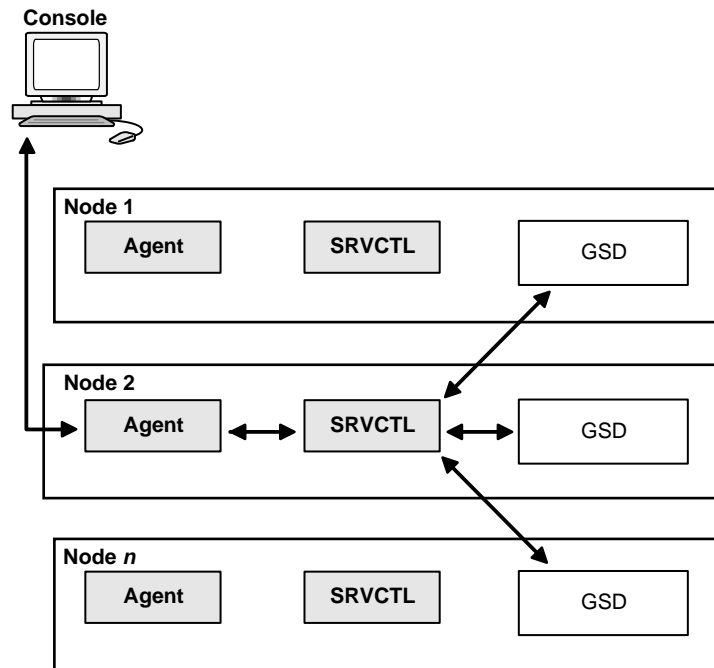 Console
Node 1
Agent
SRVCTL
GSD
Node 2
Agent
SRVCTL
GSD
Node n
Agent
SRVCTL
GSD